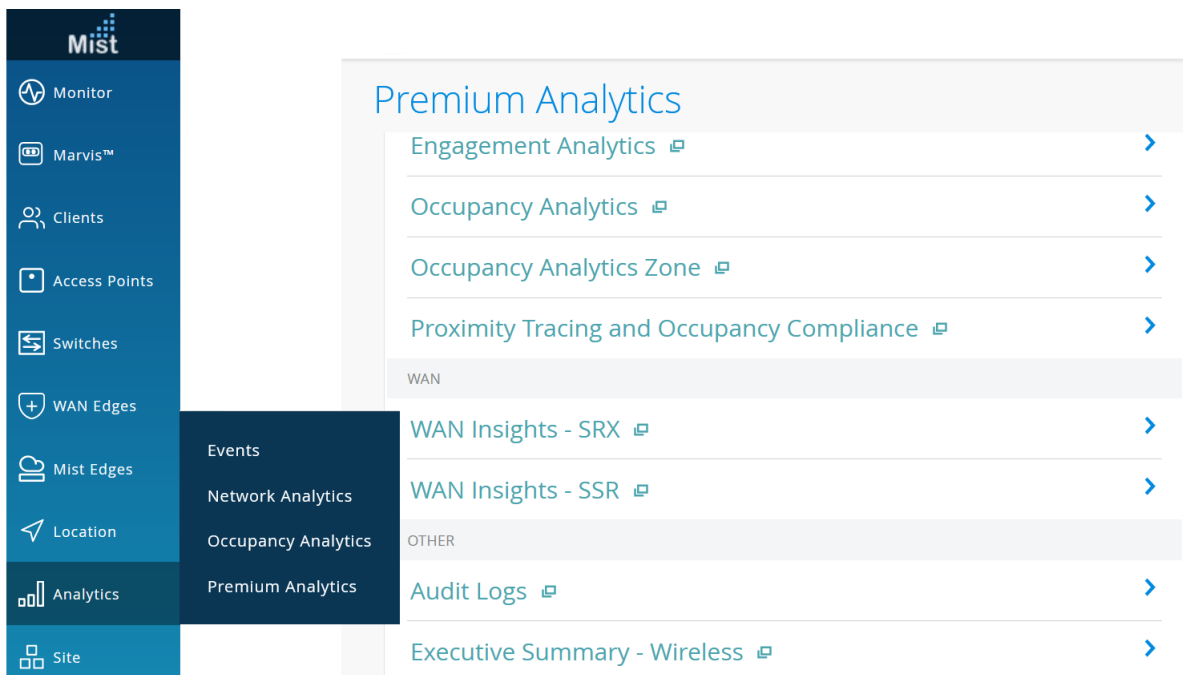 Mist
Monitor
Marvis™
Clients
Access Points
Switches
WAN Edges
Mist Edges
Location
Analytics
Site
Events
Network Analytics
Occupancy Analytics
Premium Analytics
Premium Analytics
Engagement Analytics
Occupancy Analytics
Occupancy Analytics Zone
Proximity Tracing and Occupancy Compliance
WAN
WAN Insights - SRX
WAN Insights - SSR
OTHER
Audit Logs
Executive Summary - Wireless